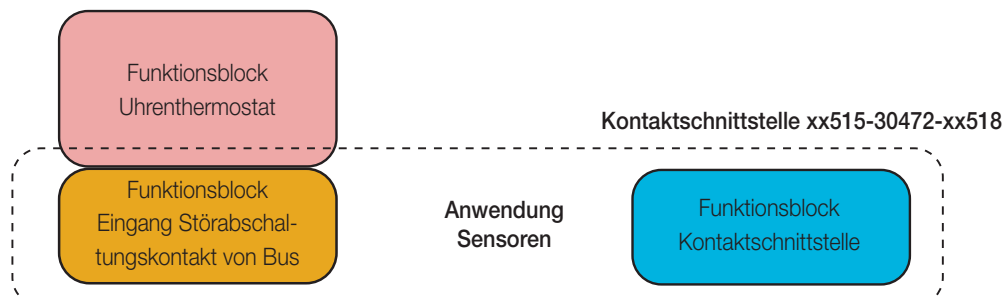 Funktionsblock
Uhrenthermostat
Kontaktschnittstelle xx515-30472-xx518
Funktionsblock
Eingang Störabschal-
tungskontakt von Bus
Anwendung
Sensoren
Funktionsblock
Kontaktschnittstelle